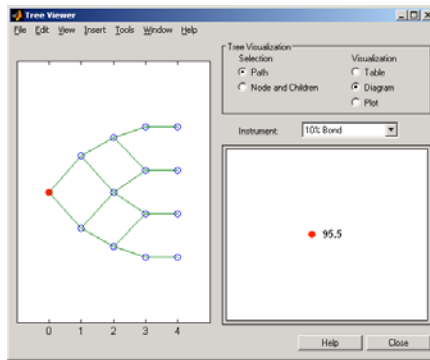 Tree Viewer
File Edit View Insert Tools Window Help
Tree Visualization
Selection Visualization
Path Table
Node and Children Diagram
Plot
Instrument: 10% Bond
95.5
0 1 2 3 4
Help Close